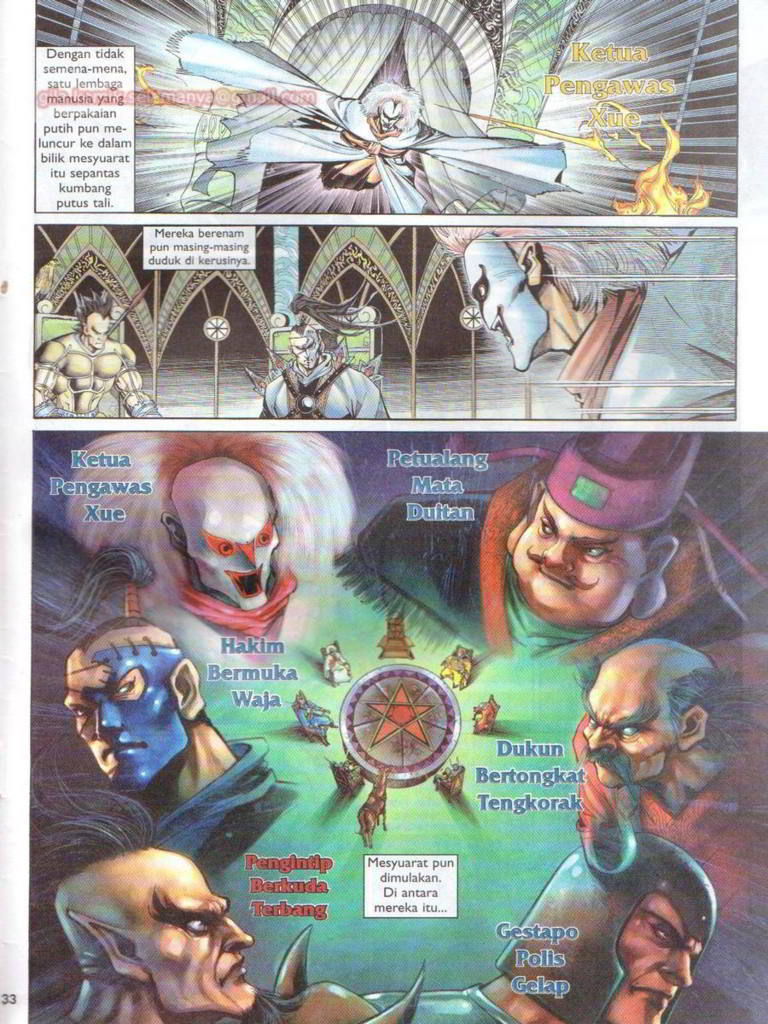 Dengan tidak
semena-mena,
satu lembaga
manusia yang
berpakaian
putih pun me-
luncur ke dalam
bilik mesyuarat
itu sepantas
kumbang
putus tali.
Ketua
Pengawas
Xue
Mereka berenam
pun masing-masing
duduk di kerusinya.
Ketua
Pengawas
Xue
Petualang
Mata
Duitan
Hakim
Bermuka
Waja
Dukun
Bertongkat
Tengkorak
Pengintip
Berkuda
Terbang
Mesyuarat pun
dimulakan.
Di antara
mereka itu...
Gestapo
Polis
Gelap
33